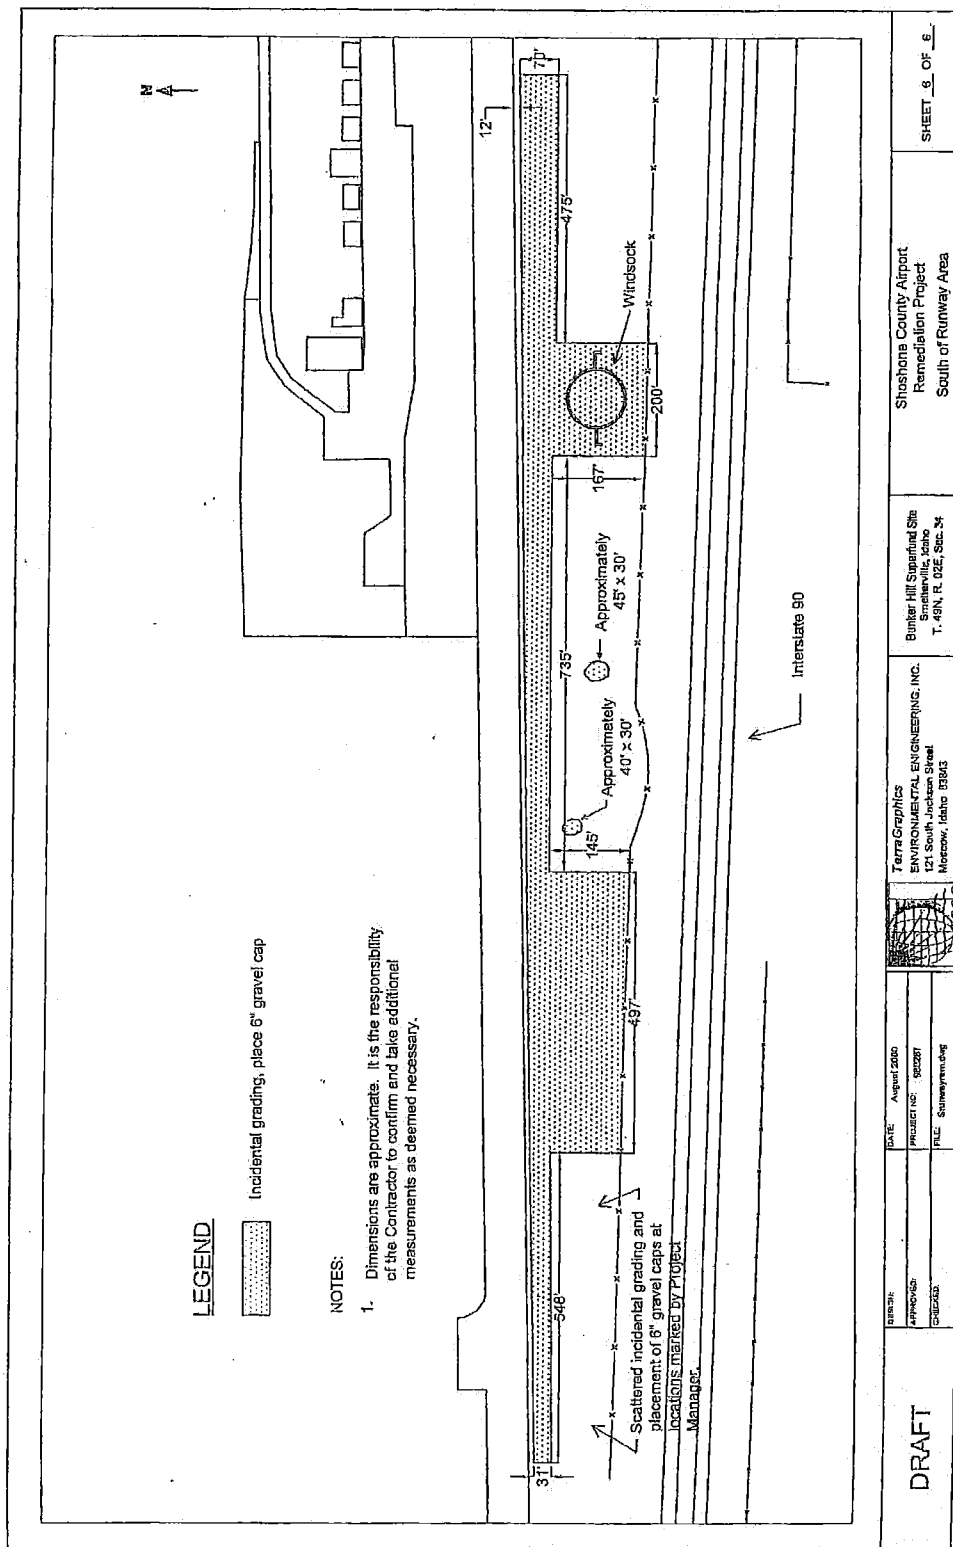 LEGEND
Incidental grading, place 6" gravel cap
NOTES:
1. Dimensions are approximate. It is the responsibility
of the Contractor to confirm and take additional
measurements as deemed necessary.
N
12'
70'
475'
Windsock
200'
167'
735'
Approximately
45' x 30'
Approximately
40' x 30'
145'
497'
548'
31'
Scattered incidental grading and
placement of 6" gravel caps at
locations marked by Project
Manager.
Interstate 90
DRAFT
DESIGN:
APPROVED:
CHECKED:
DATE: August 2000
PROJECT NO:
FILE:
TerraGraphics
ENVIRONMENTAL ENGINEERING, INC.
121 South Jackson Street
Moscow, Idaho 83843
Bunker Hill Superfund Site
Smelterville, Idaho
T. 49N, R. 02E, Sec. 34
Shoshone County Airport
Remediation Project
South of Runway Area
SHEET 6 OF 6